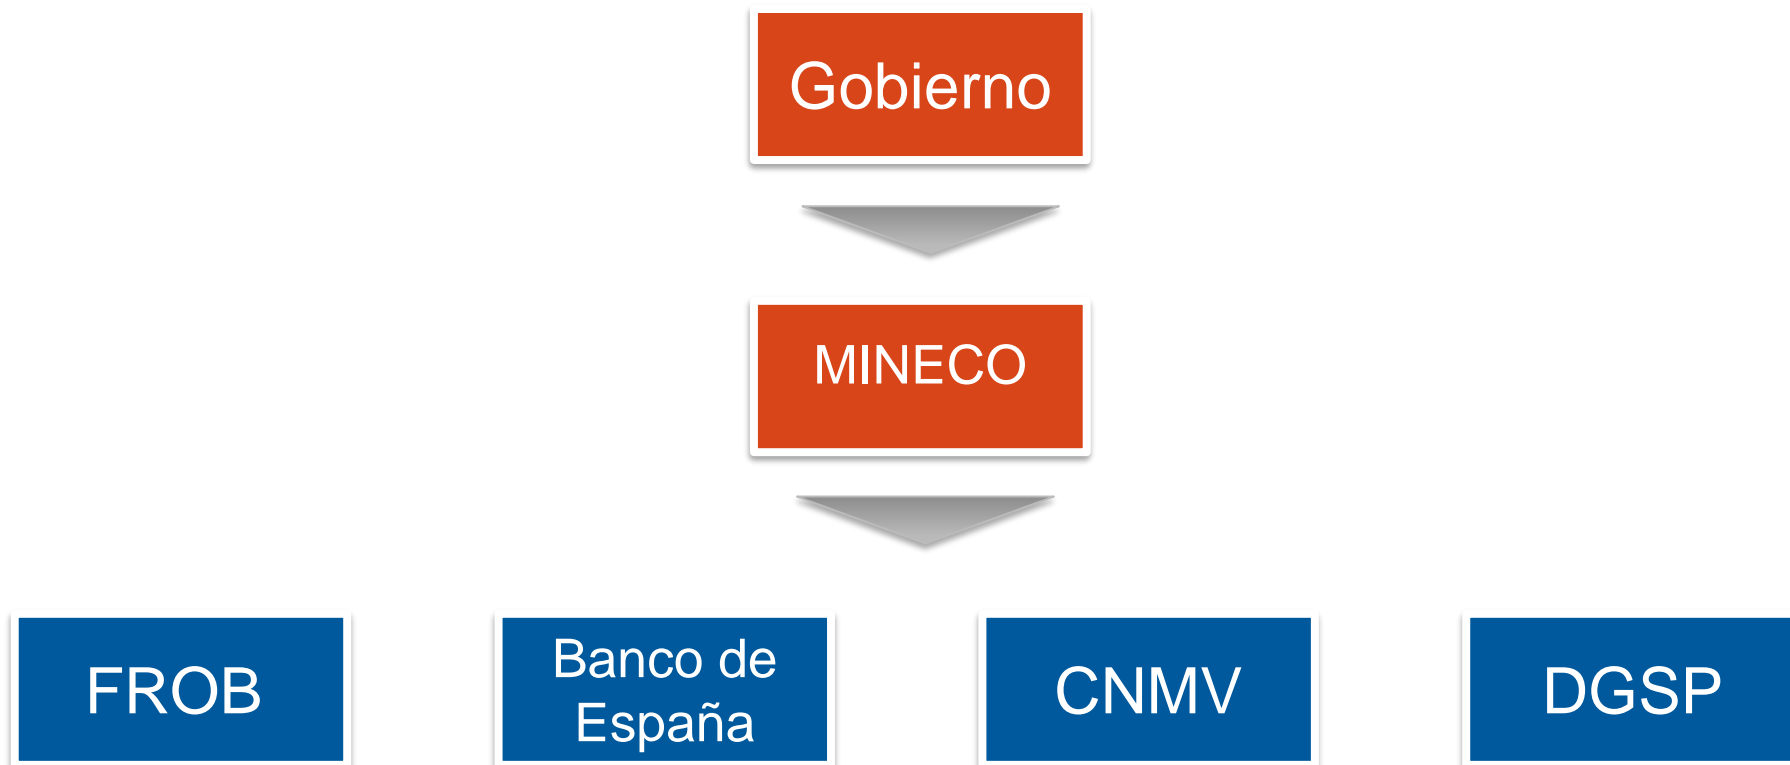 Gobierno
MINECO
FROB
Banco de
España
CNMV
DGSP